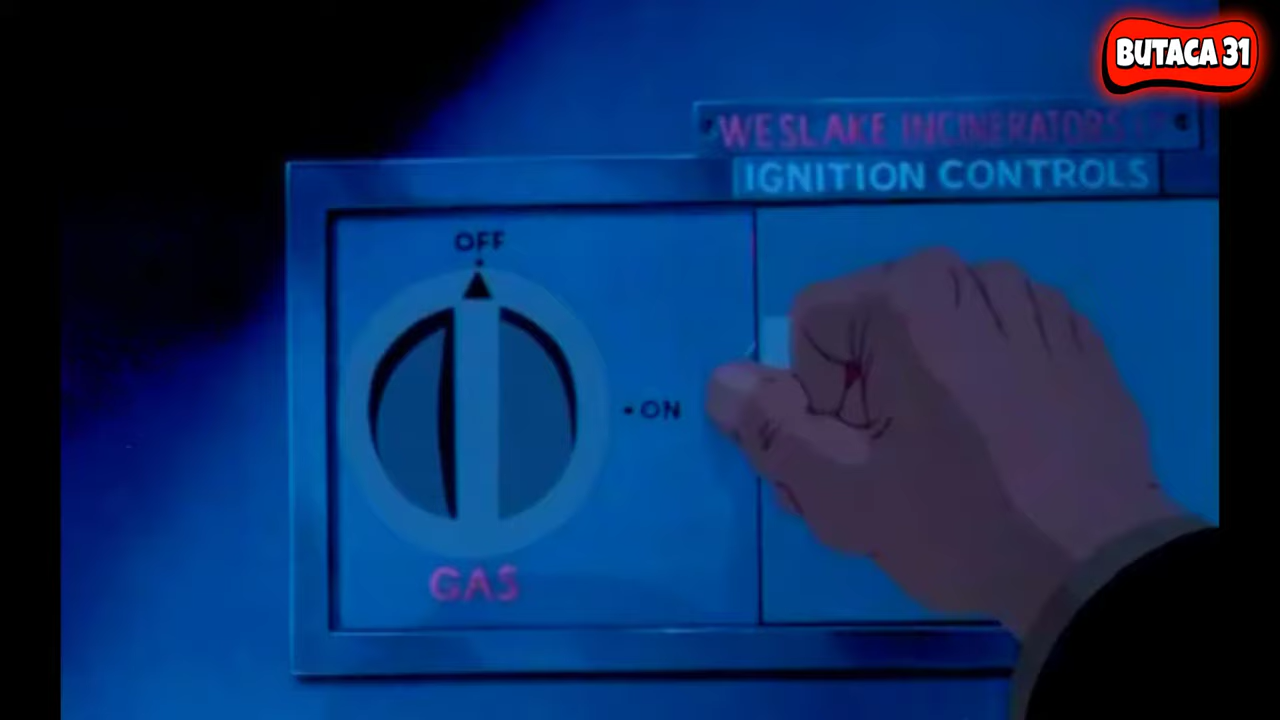 BUTACA 31
WESLAKE INCINERATORS
IGNITION CONTROLS
OFF
ON
GAS